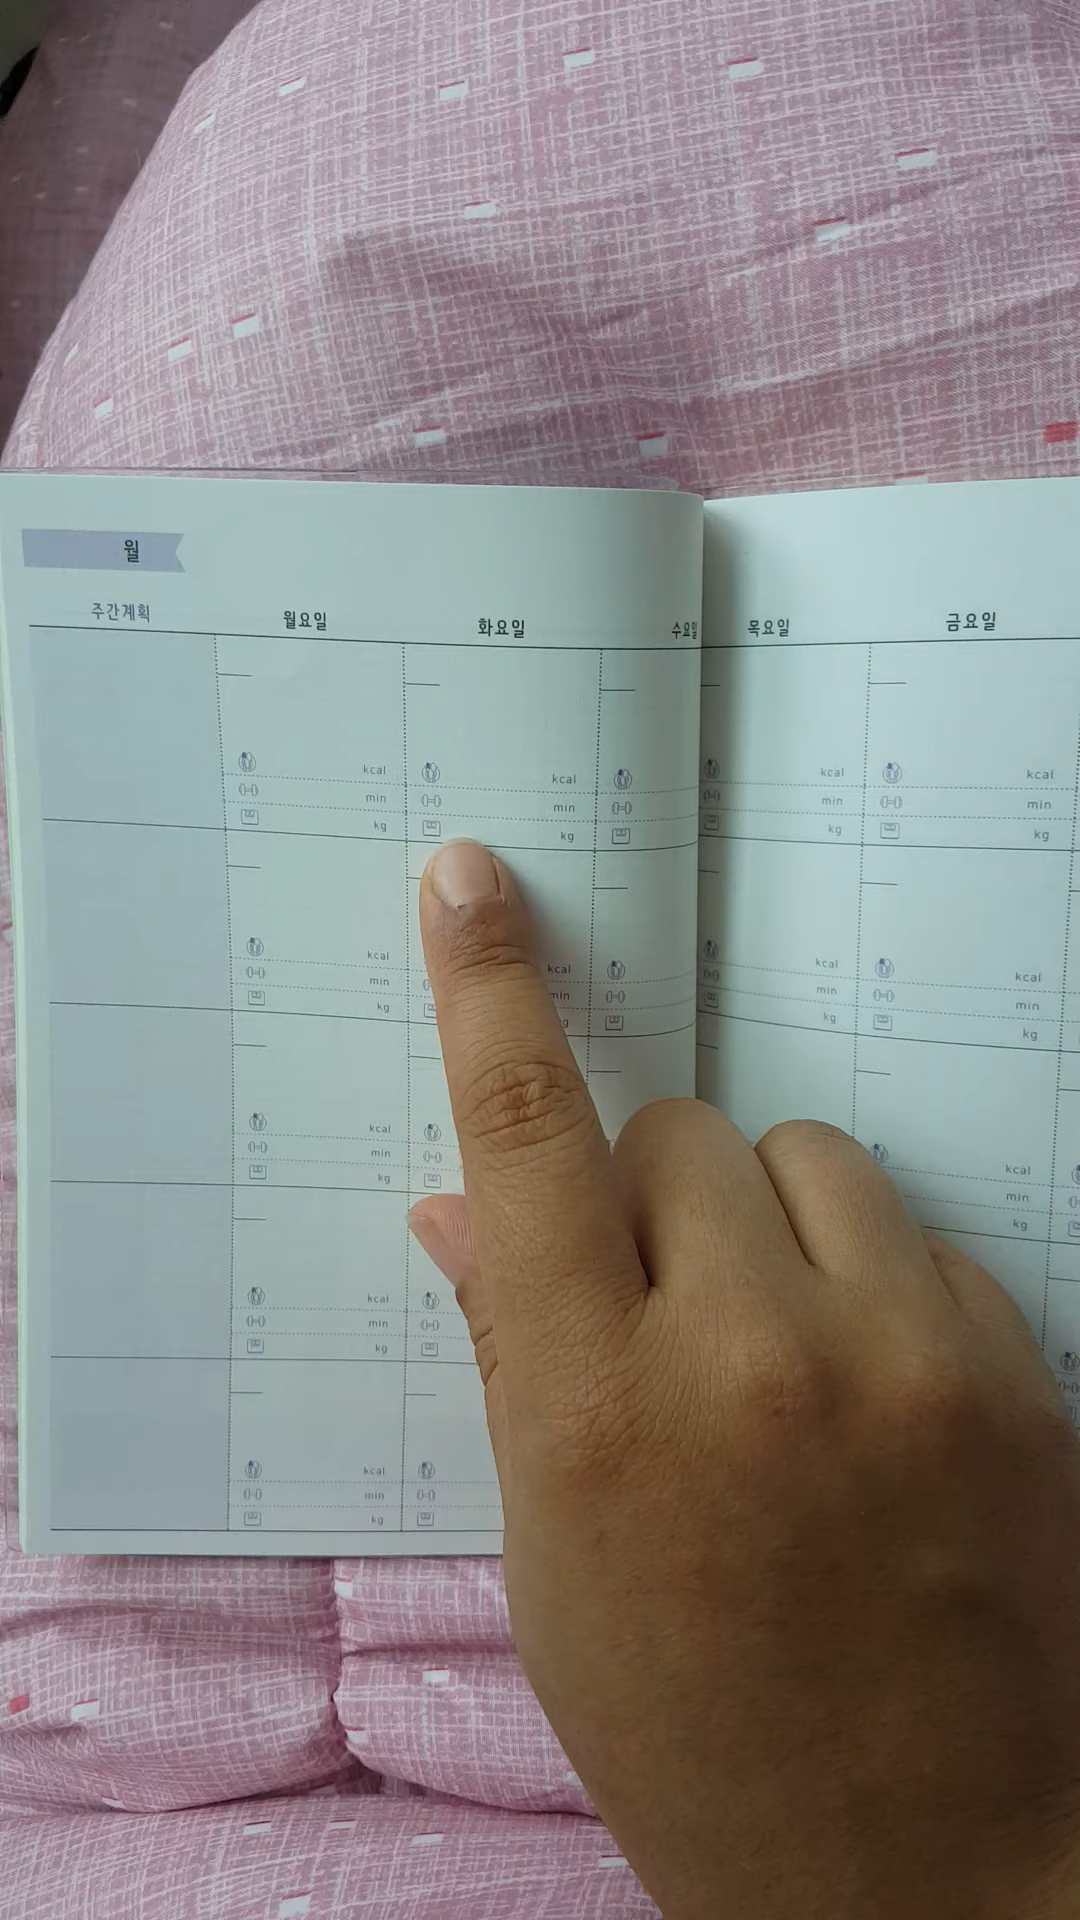 월
주간계획 월요일 화요일 수요일 목요일 금요일
kcal kcal kcal kcal
min min min min
kg kg kg kg
kcal kcal kcal kcal
min min min min
kg kg kg
kcal kcal
min min
kg kg
kcal
min
kg
kcal
min
kg